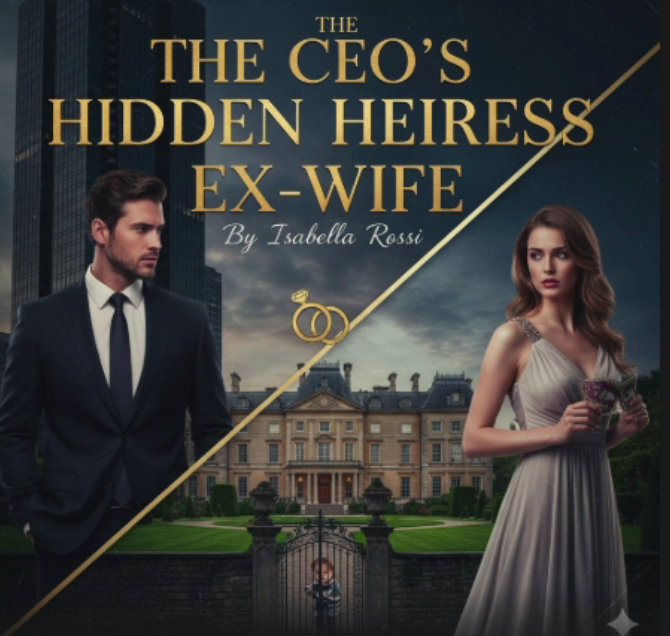 THE
THE CEO'S
HIDDEN HEIRESS
EX-WIFE
By Isabella Rossi